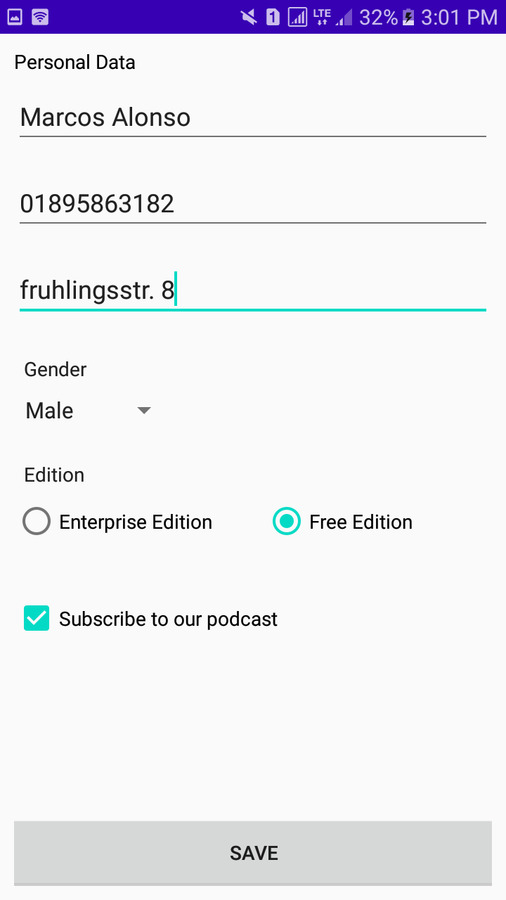 1 LTE 32% 3:01 PM
Personal Data
Marcos Alonso
01895863182
fruhlingsstr. 8
Gender
Male
Edition
Enterprise Edition Free Edition
Subscribe to our podcast
SAVE